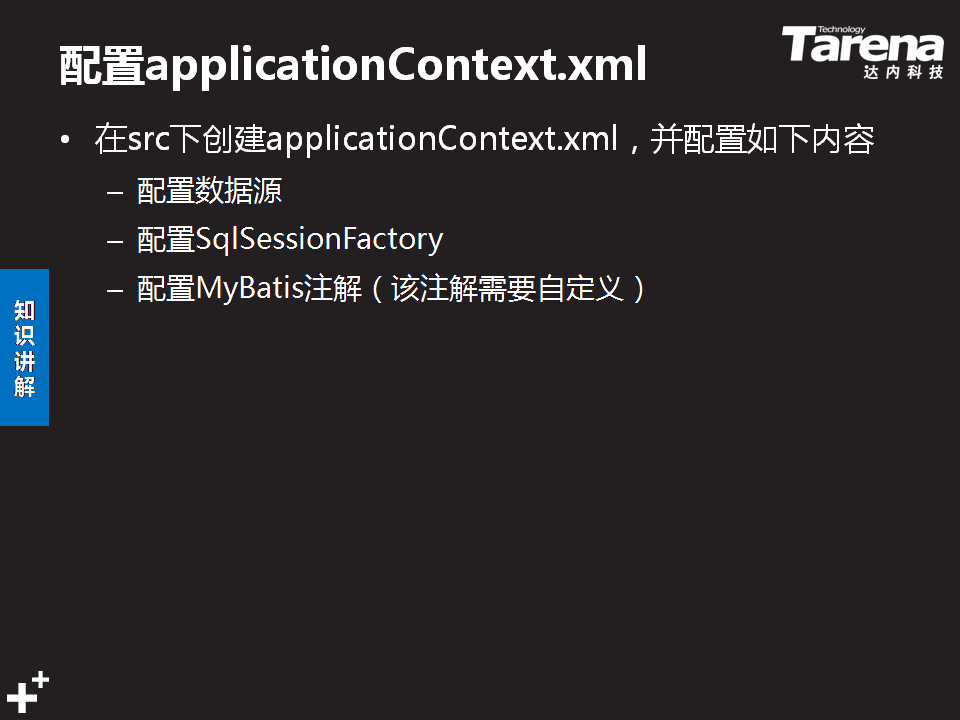 配置applicationContext.xml
Technology
Tarena
达内科技
• 在src下创建applicationContext.xml，并配置如下内容
– 配置数据源
– 配置SqlSessionFactory
– 配置MyBatis注解（该注解需要自定义）
知识讲解